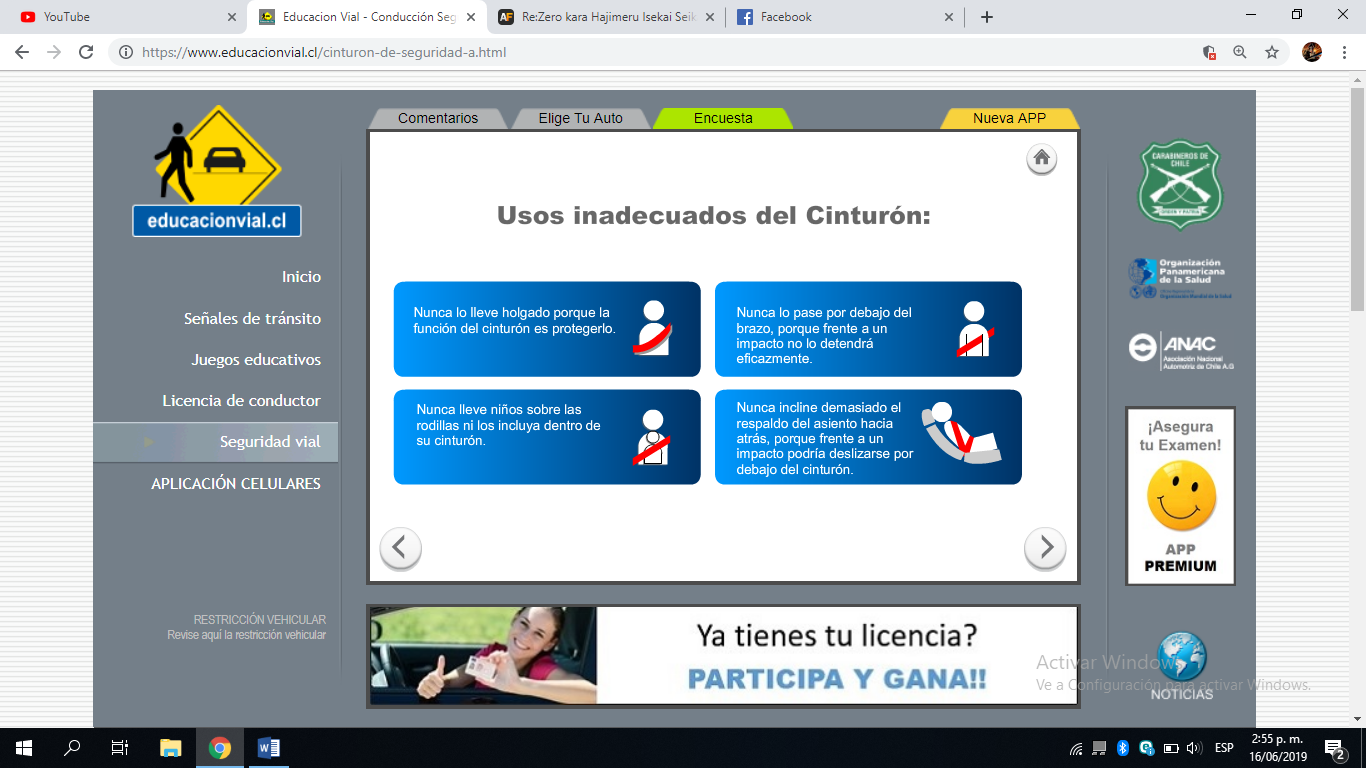 YouTube
Educacion Vial - Conducción Seg
Re:Zero kara Hajimeru Isekai Seik
Facebook
https://www.educacionvial.cl/cinturon-de-seguridad-a.html
educacionvial.cl
Inicio
Señales de tránsito
Juegos educativos
Licencia de conductor
Seguridad vial
APLICACIÓN CELULARES
RESTRICCIÓN VEHICULAR
Revise aquí la restricción vehicular
Comentarios
Elige Tu Auto
Encuesta
Nueva APP
Usos inadecuados del Cinturón:
Nunca lo lleve holgado porque la
función del cinturón es protegerlo.
Nunca lo pase por debajo del
brazo, porque frente a un
impacto no lo detendrá
eficazmente.
Nunca lleve niños sobre las
rodillas ni los incluya dentro de
su cinturón.
Nunca incline demasiado el
respaldo del asiento hacia
atrás, porque frente a un
impacto podría deslizarse por
debajo del cinturón.
Ya tienes tu licencia?
PARTICIPA Y GANA!!
CARABINEROS DE
CHILE
ORDEN Y PATRIA
Organización
Panamericana
de la Salud
ANAC
Asociación Nacional
Automotriz de Chile A.G
¡Asegura
tu Examen!
APP
PREMIUM
NOTICIAS
Activar Windows
Ve a Configuración para activar Windows.
ESP
2:55 p. m.
16/06/2019
2